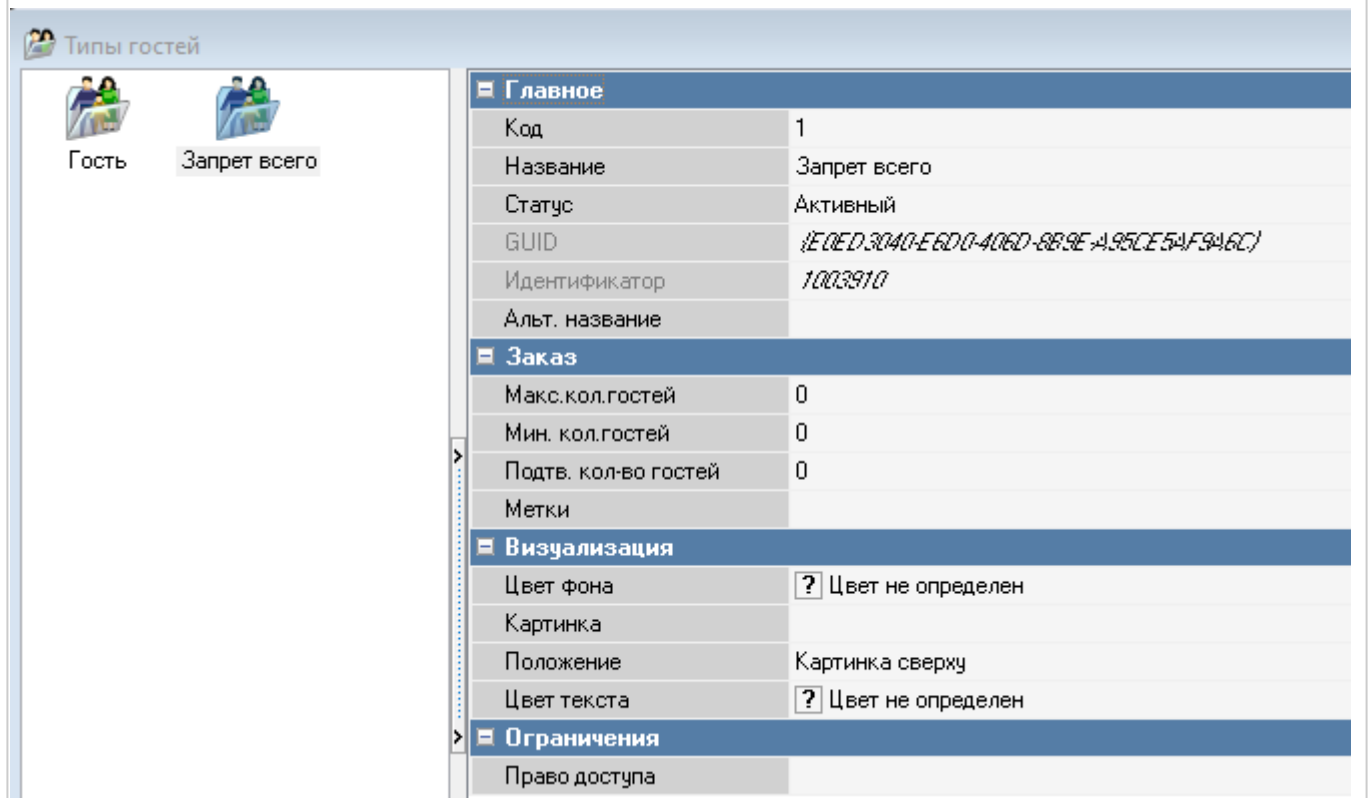 Типы гостей
Гость
Запрет всего
Главное
Код 1
Название Запрет всего
Статус Активный
GUID {E0ED3040-E6D0-406D-8B9E-A95CE5AF9A6C}
Идентификатор 1003910
Альт. название
Заказ
Макс.кол.гостей 0
Мин. кол.гостей 0
Подтв. кол-во гостей 0
Метки
Визуализация
Цвет фона ? Цвет не определен
Картинка
Положение Картинка сверху
Цвет текста ? Цвет не определен
Ограничения
Право доступа